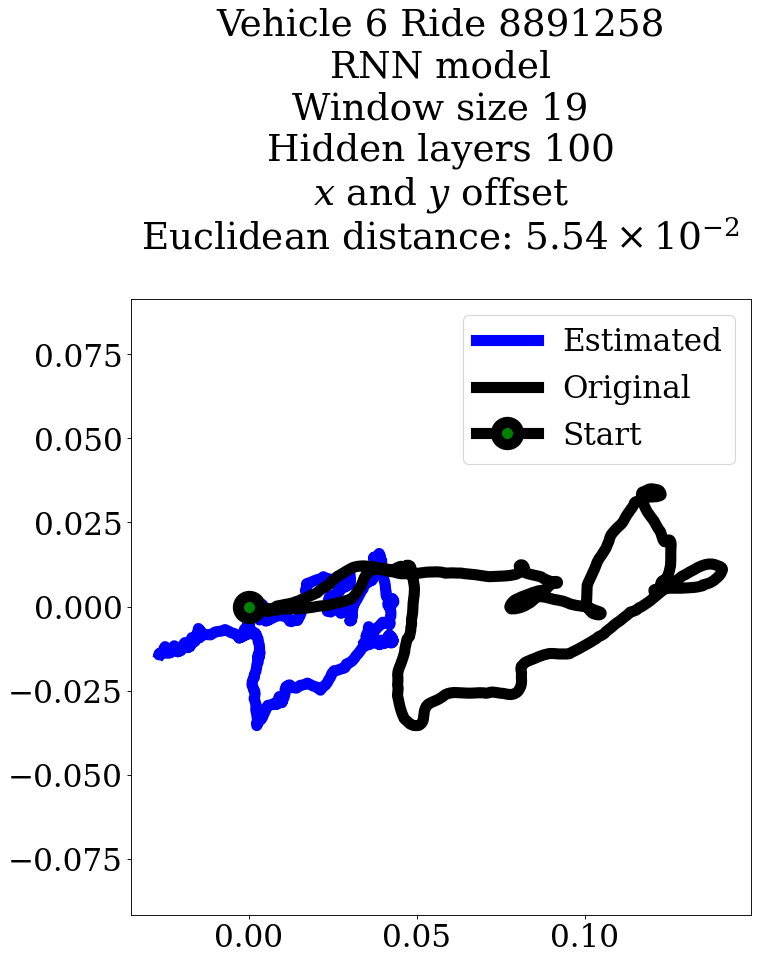 Vehicle 6 Ride 8891258
RNN model
Window size 19
Hidden layers 100
x and y offset
Euclidean distance: 5.54 × 10⁻²
Estimated
Original
Start
0.075
0.050
0.025
0.000
−0.025
−0.050
−0.075
0.00 0.05 0.10